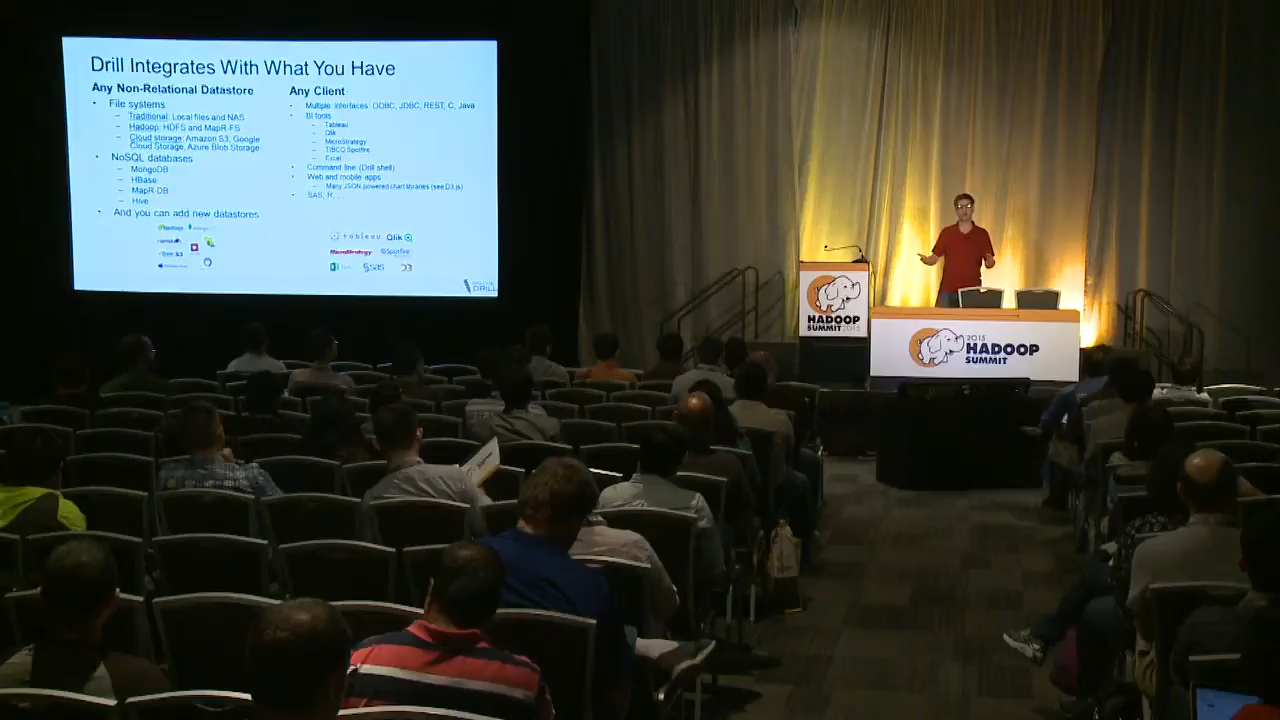 Drill Integrates With What You Have
Any Non-Relational Datastore
• File systems
– Traditional: Local files and NAS
– Hadoop: HDFS and MapR-FS
– Cloud storage: Amazon S3, Google
Cloud Storage, Azure Blob Storage
• NoSQL databases
– MongoDB
– HBase
– MapR-DB
– Hive
• And you can add new datastores
Any Client
• Multiple interfaces: ODBC, JDBC, REST, C, Java
• BI tools
– Tableau
– Qlik
– MicroStrategy
– TIBCO Spotfire
– Excel
• Command line (Drill shell)
• Web and mobile apps
– Many JSON powered chart libraries (see D3.js)
• SAS, R, ...
tableau Qlik
MicroStrategy Spotfire
SAS D3
APACHE
DRILL
HADOOP
SUMMIT 2015
2015
HADOOP
SUMMIT